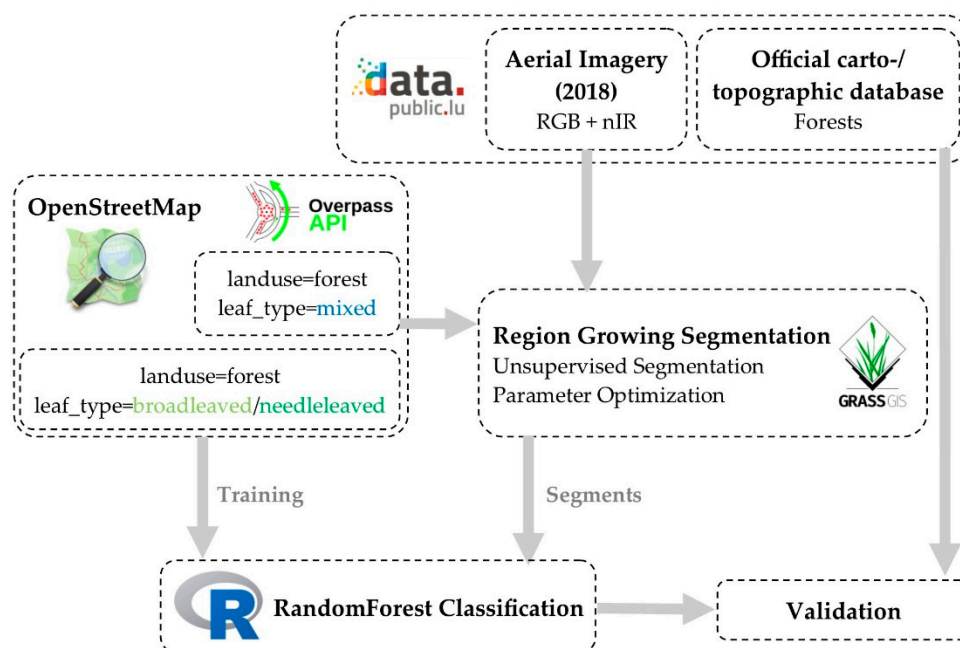 data.
public.lu
Aerial Imagery
(2018)
RGB + nIR
Official carto-/
topographic database
Forests
OpenStreetMap
Overpass
API
landuse=forest
leaf_type=mixed
landuse=forest
leaf_type=broadleaved/needleleaved
Region Growing Segmentation
Unsupervised Segmentation
Parameter Optimization
GRASS GIS
Training
Segments
R
RandomForest Classification
Validation